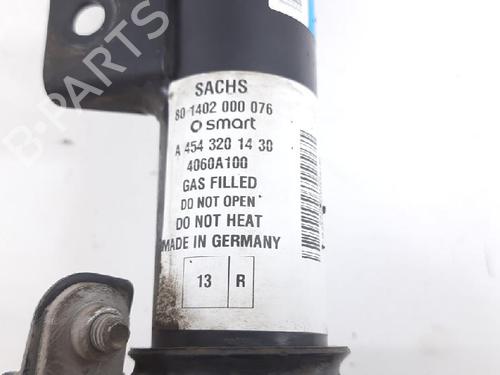 B-PARTS
SACHS
80 1402 000 076
smart
A 454 320 14 30
4060A100
GAS FILLED
DO NOT OPEN
DO NOT HEAT
MADE IN GERMANY
13 R